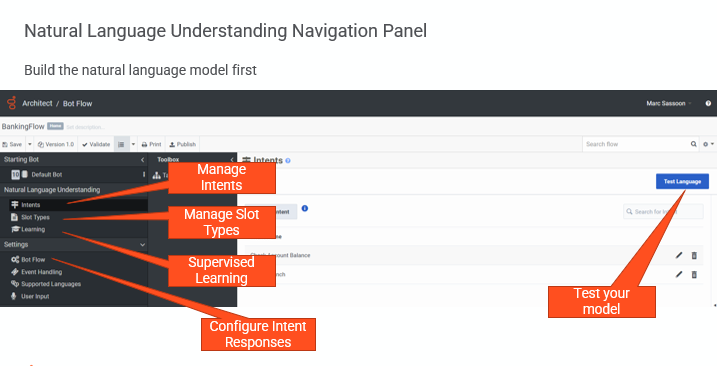 Natural Language Understanding Navigation Panel
Build the natural language model first
Architect / Bot Flow
Marc Sassoon
BankingFlow
Save
Version 1.0
Validate
Print
Publish
Search flow
Starting Bot
Toolbox
Intents
Default Bot
Manage
Intents
Test Language
Natural Language Understanding
Intents
Slot Types
Learning
Manage Slot
Types
Settings
Supervised
Learning
Account Balance
Bot Flow
Event Handling
Supported Languages
User Input
Test your
model
Configure Intent
Responses